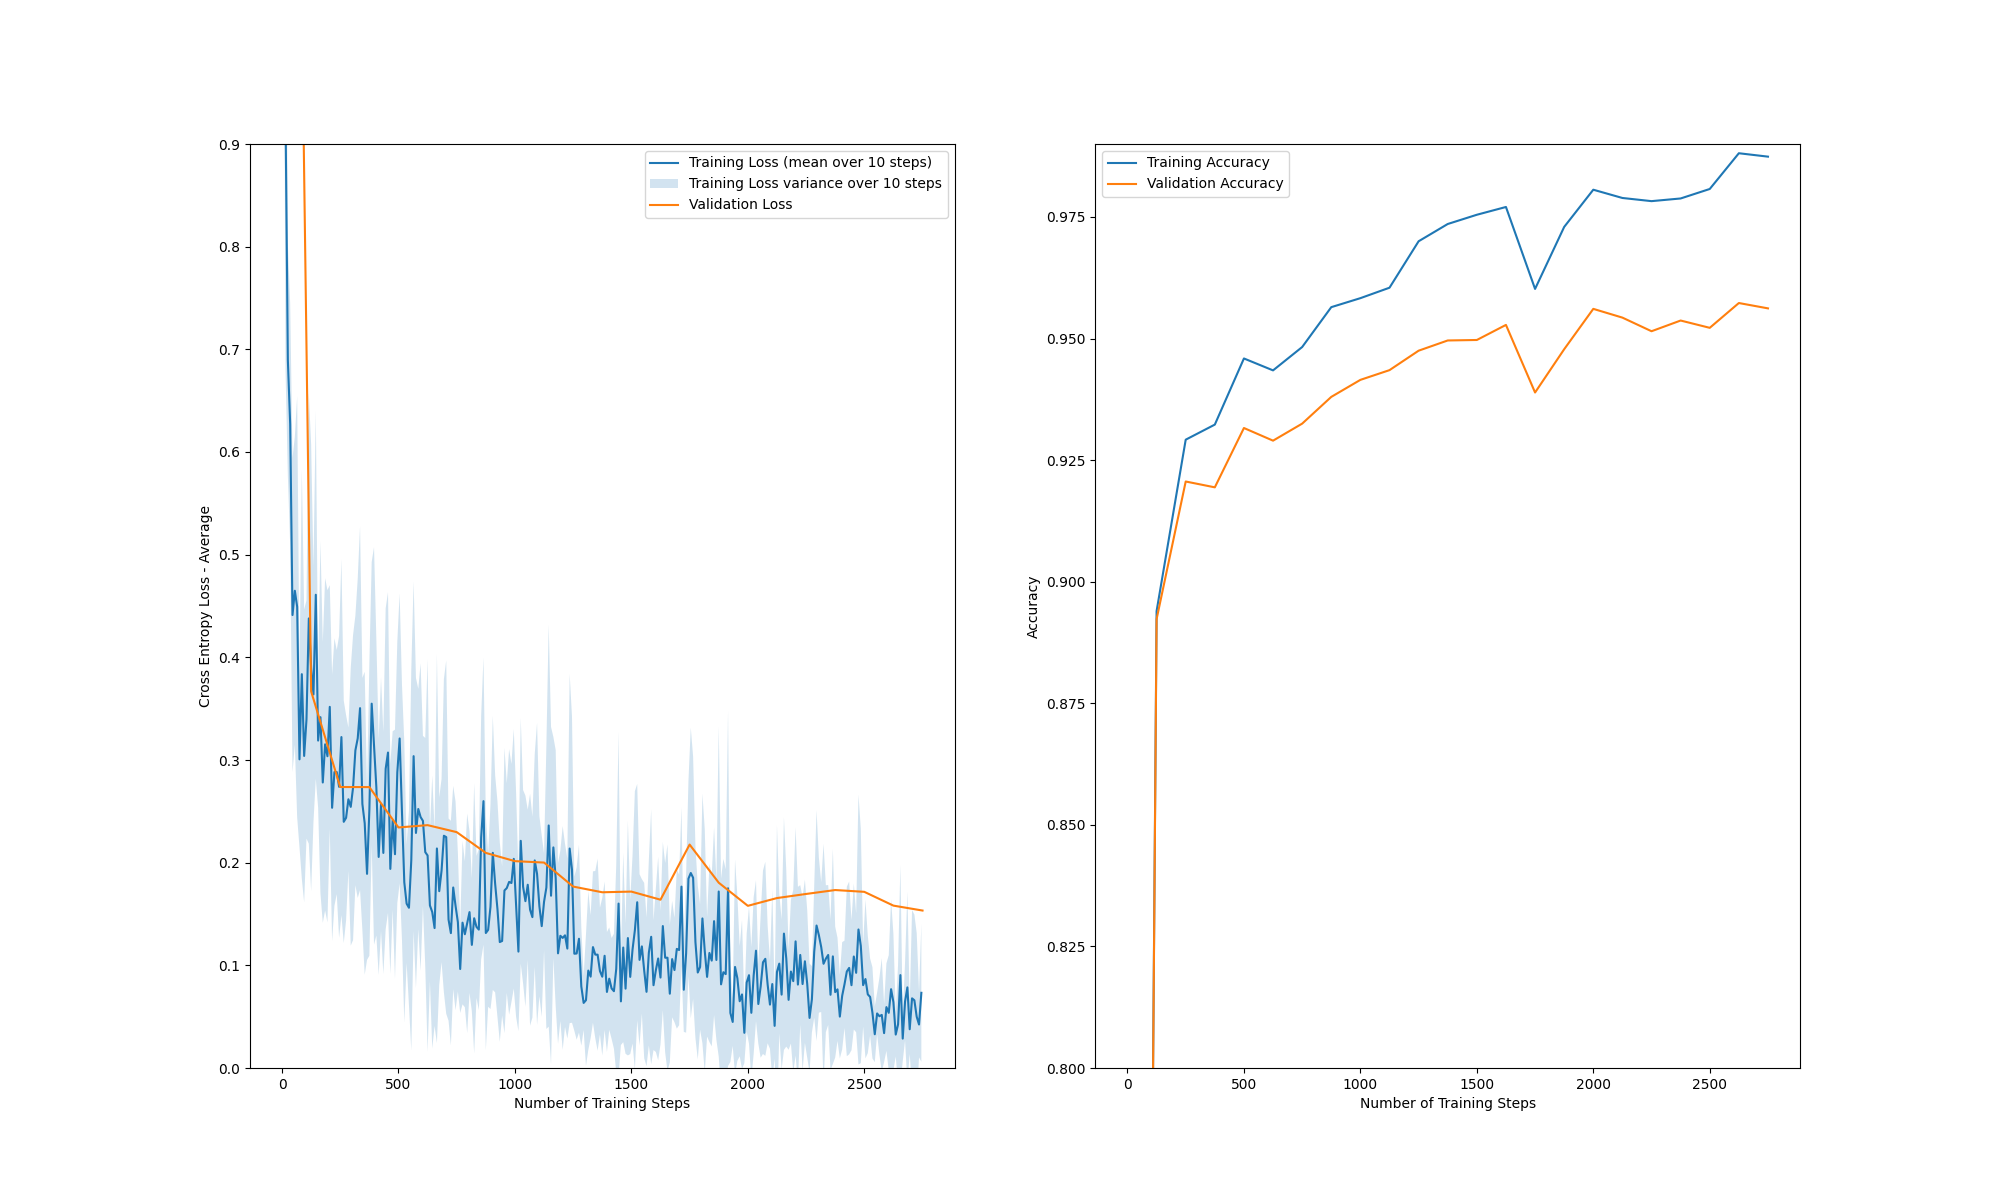 Training Loss (mean over 10 steps)
Training Loss variance over 10 steps
Validation Loss
0.9
0.8
0.7
0.6
0.5
0.4
0.3
0.2
0.1
0.0
Cross Entropy Loss - Average
0 500 1000 1500 2000 2500
Number of Training Steps
Training Accuracy
Validation Accuracy
0.975
0.950
0.925
0.900
0.875
0.850
0.825
0.800
Accuracy
0 500 1000 1500 2000 2500
Number of Training Steps